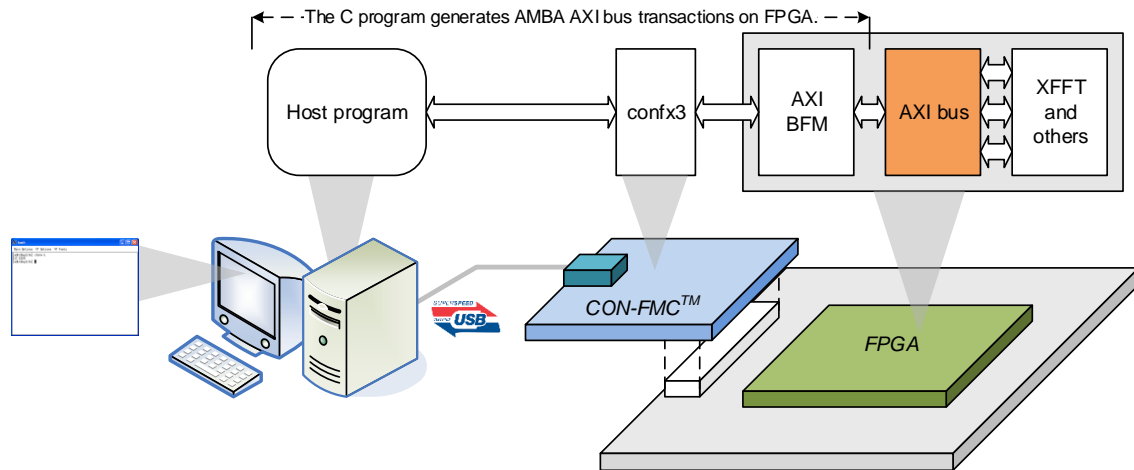 The C program generates AMBA AXI bus transactions on FPGA.
Host program
confx3
AXI
BFM
AXI bus
XFFT
and
others
SUPERSPEED
USB
CON-FMC™
FPGA